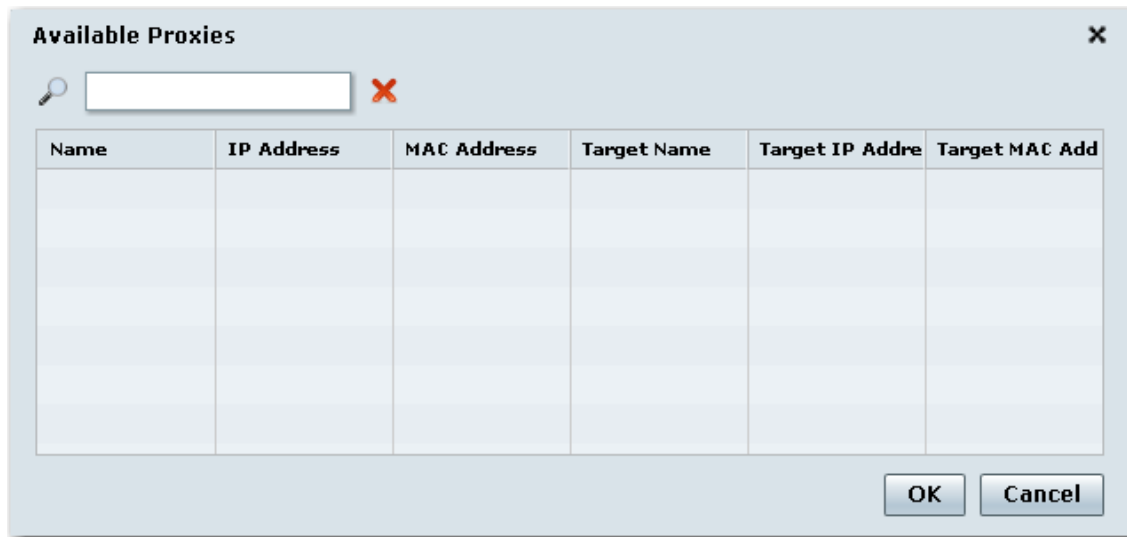 Available Proxies
Name IP Address MAC Address Target Name Target IP Addre Target MAC Add
OK Cancel